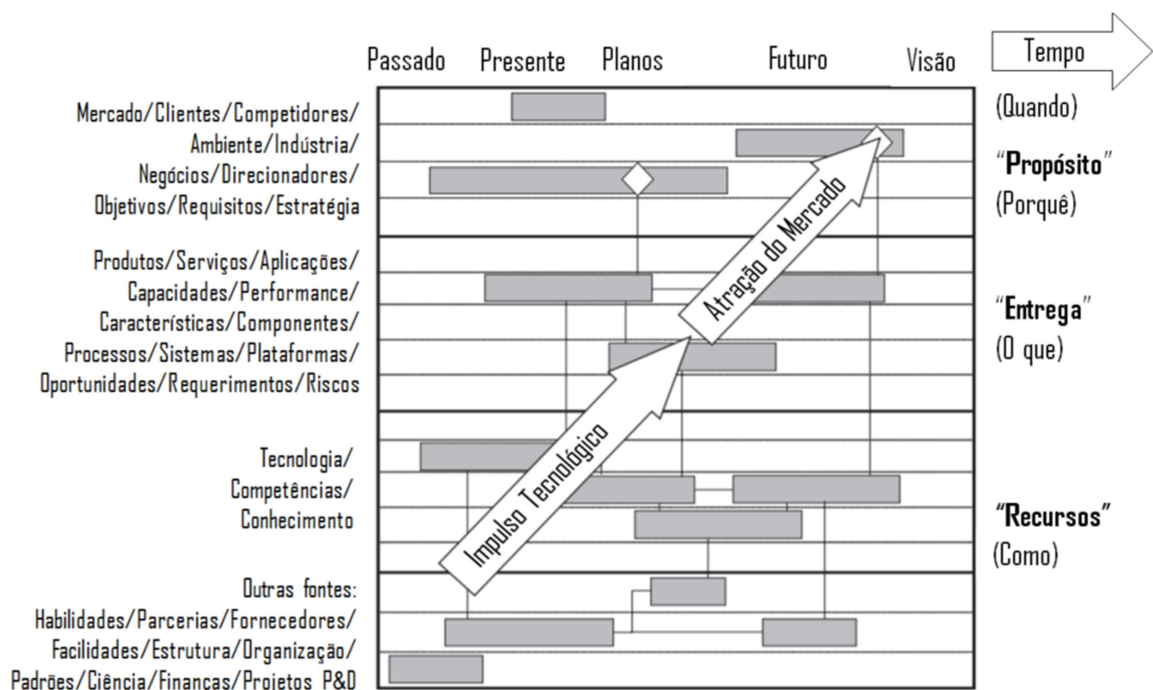 Passado Presente Planos Futuro Visão Tempo
(Quando)
Mercado/Clientes/Competidores/
Ambiente/Indústria/
Negócios/Direcionadores/
Objetivos/Requisitos/Estratégia
"Propósito"
(Porquê)
Atração do Mercado
Produtos/Serviços/Aplicações/
Capacidades/Performance/
Características/Componentes/
Processos/Sistemas/Plataformas/
Oportunidades/Requerimentos/Riscos
"Entrega"
(O que)
Impulso Tecnológico
Tecnologia/
Competências/
Conhecimento
"Recursos"
(Como)
Outras fontes:
Habilidades/Parcerias/Fornecedores/
Facilidades/Estrutura/Organização/
Padrões/Ciência/Finanças/Projetos P&D